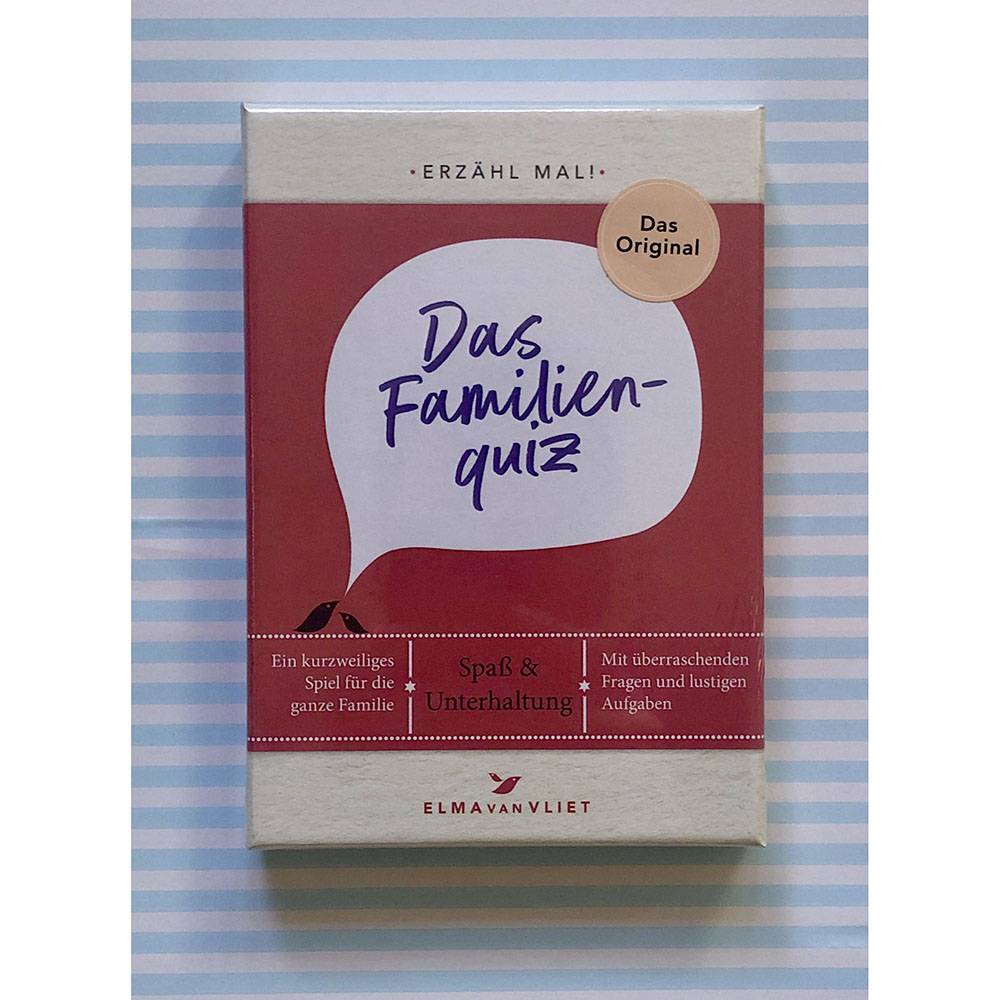 •ERZÄHL MAL!•
Das
Original
Das
Familien-
quiz
Ein kurzweiliges
Spiel für die
ganze Familie
Spaß &
Unterhaltung
Mit überraschenden
Fragen und lustigen
Aufgaben
ELMA VAN VLIET